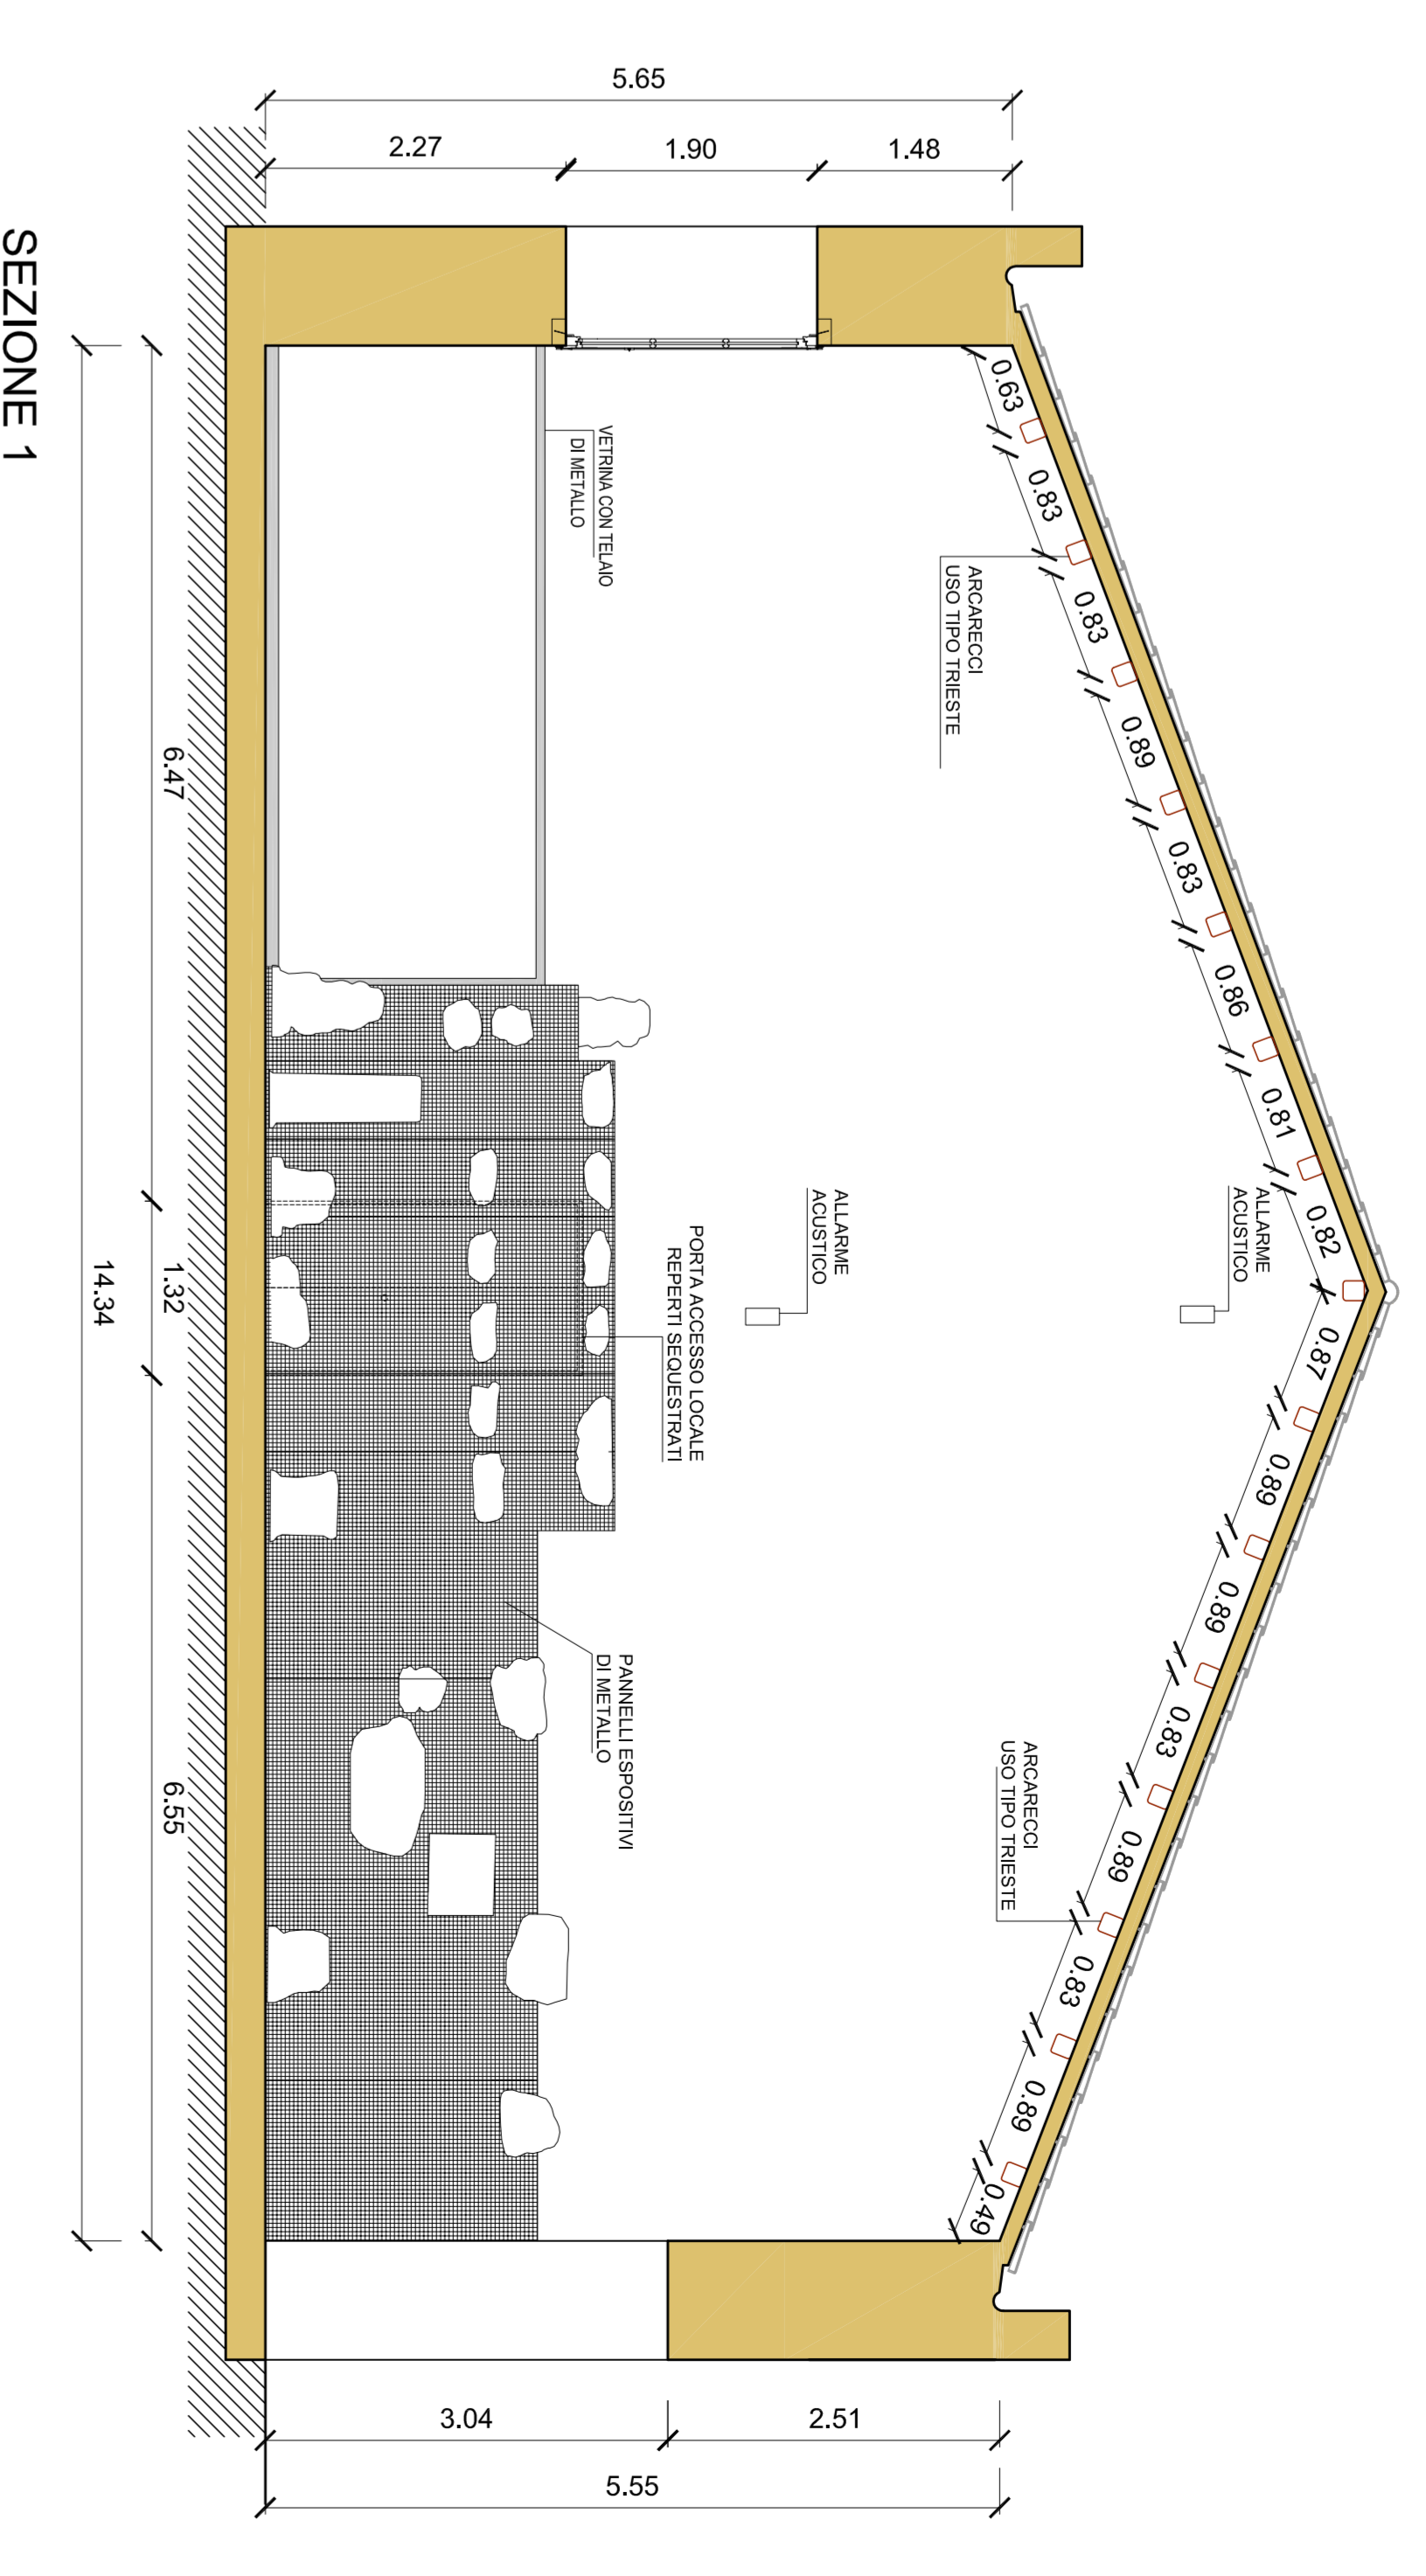 5.65
2.27
1.90
1.48
0.63
0.83
0.83
0.89
0.83
0.86
0.81
0.82
0.87
0.89
0.89
0.83
0.89
0.83
0.89
0.49
ARCARECCI
USO TIPO TRIESTE
ALLARME
ACUSTICO
ALLARME
ACUSTICO
ARCARECCI
USO TIPO TRIESTE
VETRINA CON TELAIO
DI METALLO
PORTA ACCESSO LOCALE
REPERTI SEQUESTRATI
PANNELLI ESPOSITIVI
DI METALLO
2.51
3.04
5.55
6.47
1.32
6.55
14.34
SEZIONE 1